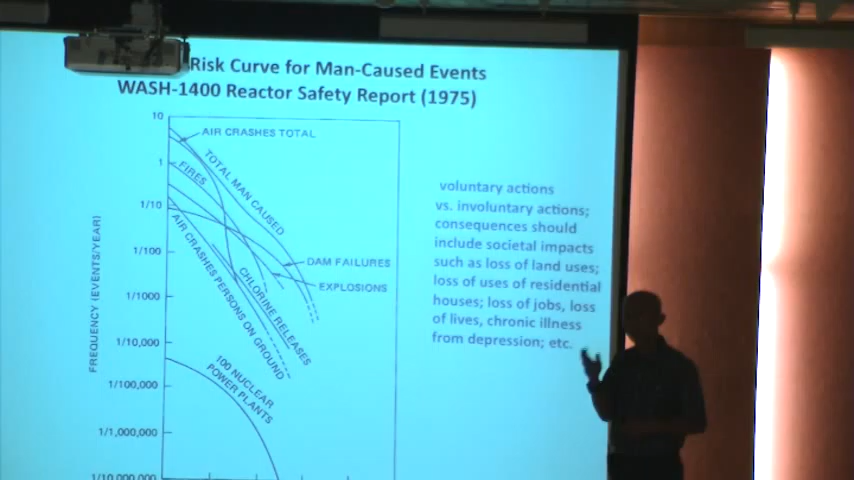 Risk Curve for Man-Caused Events
WASH-1400 Reactor Safety Report (1975)
10
AIR CRASHES TOTAL
TOTAL MAN CAUSED
1
FIRES
1/10
AIR CRASHES PERSONS ON GROUND
1/100
DAM FAILURES
EXPLOSIONS
CHLORINE RELEASES
1/1000
1/10,000
100 NUCLEAR
POWER PLANTS
1/100,000
1/1,000,000
1/10,000,000
FREQUENCY (EVENTS/YEAR)
voluntary actions
vs. involuntary actions;
consequences should
include societal impacts
such as loss of land uses;
loss of uses of residential
houses; loss of jobs, loss
of lives, chronic illness
from depression; etc.